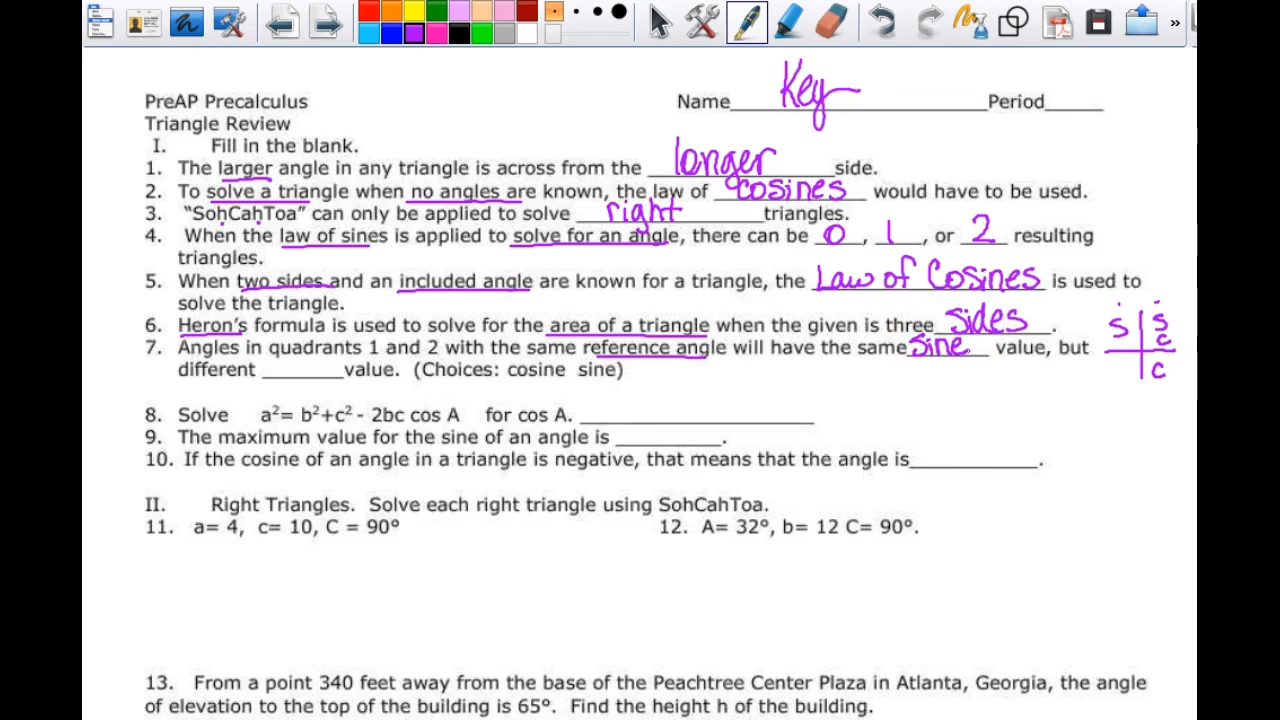 PreAP Precalculus Name Key Period
Triangle Review
I. Fill in the blank.
1. The larger angle in any triangle is across from the longer side.
2. To solve a triangle when no angles are known, the law of cosines would have to be used.
3. “SohCahToa” can only be applied to solve right triangles.
4. When the law of sines is applied to solve for an angle, there can be 0, 1, or 2 resulting
triangles.
5. When two sides and an included angle are known for a triangle, the Law of Cosines is used to
solve the triangle.
6. Heron’s formula is used to solve for the area of a triangle when the given is three sides.
7. Angles in quadrants 1 and 2 with the same reference angle will have the same sine value, but
different ________value. (Choices: cosine sine)
S S
C
C
8. Solve a²= b²+c² - 2bc cos A for cos A. ______________________
9. The maximum value for the sine of an angle is __________.
10. If the cosine of an angle in a triangle is negative, that means that the angle is____________.
II. Right Triangles. Solve each right triangle using SohCahToa.
11. a= 4, c= 10, C = 90° 12. A= 32°, b= 12 C= 90°.
13. From a point 340 feet away from the base of the Peachtree Center Plaza in Atlanta, Georgia, the angle
of elevation to the top of the building is 65°. Find the height h of the building.